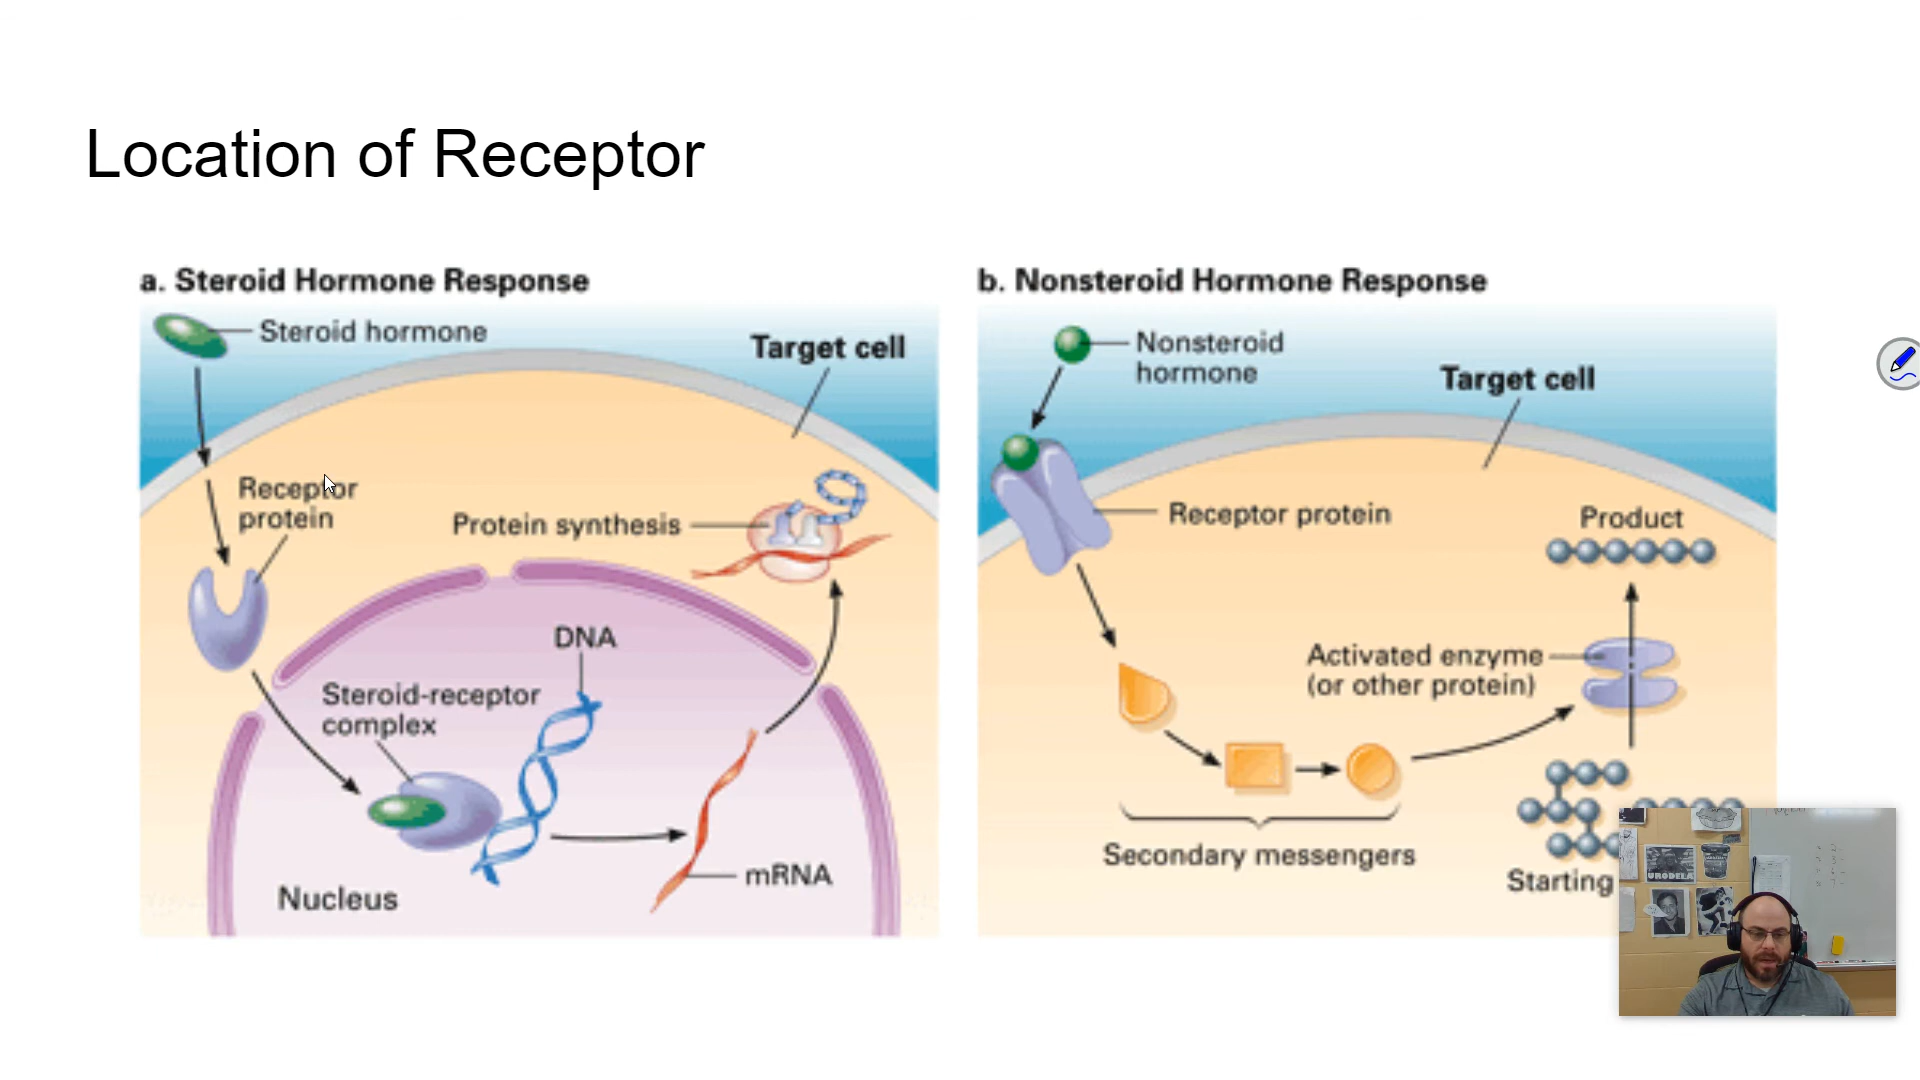 Location of Receptor
a. Steroid Hormone Response
Steroid hormone
Target cell
Receptor
protein
Protein synthesis
DNA
Steroid-receptor
complex
mRNA
Nucleus
b. Nonsteroid Hormone Response
Nonsteroid
hormone
Target cell
Receptor protein
Product
Activated enzyme
(or other protein)
Secondary messengers
Starting
URODELA